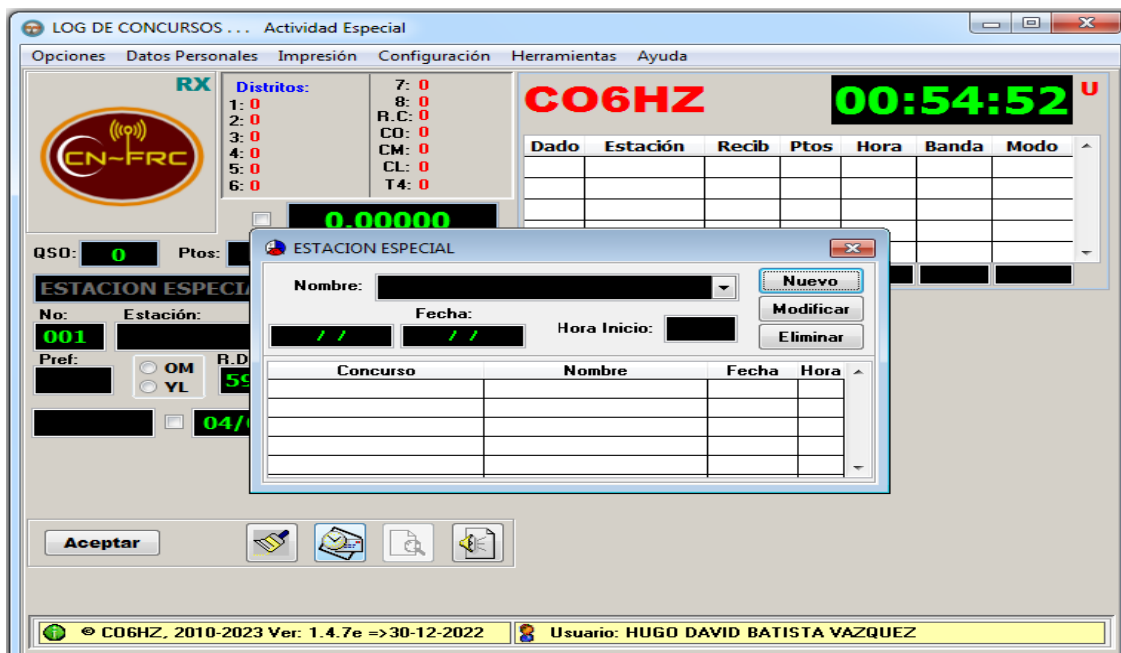 LOG DE CONCURSOS ... Actividad Especial
Opciones Datos Personales Impresión Configuración Herramientas Ayuda
RX
CN-FRC
Distritos:
1: 0
2: 0
3: 0
4: 0
5: 0
6: 0
7: 0
8: 0
R.C: 0
CO: 0
CM: 0
CL: 0
T4: 0
CO6HZ
00:54:52 U
Dado Estación Recib Ptos Hora Banda Modo
0.00000
QSO: 0 Ptos:
ESTACION ESPECIAL
Nombre:
Nuevo
Fecha:
Modificar
/ / / /
Hora Inicio:
Eliminar
Concurso Nombre Fecha Hora
ESTACION ESPECI
No: Estación:
001
Pref:
OM
YL
R.D
59
04/
Aceptar
© CO6HZ, 2010-2023 Ver: 1.4.7e =>30-12-2022
Usuario: HUGO DAVID BATISTA VAZQUEZ